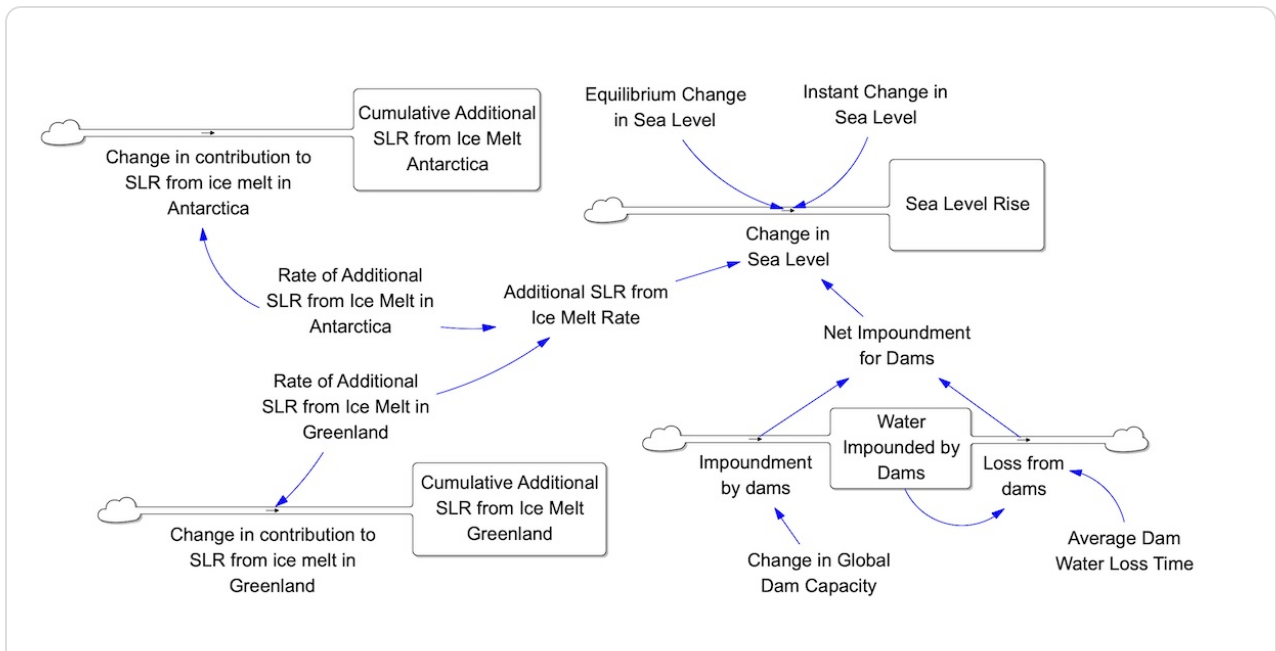 Cumulative Additional
SLR from Ice Melt
Antarctica
Change in contribution to
SLR from ice melt in
Antarctica
Equilibrium Change
in Sea Level
Instant Change in
Sea Level
Sea Level Rise
Change in
Sea Level
Rate of Additional
SLR from Ice Melt in
Antarctica
Additional SLR from
Ice Melt Rate
Net Impoundment
for Dams
Rate of Additional
SLR from Ice Melt in
Greenland
Water
Impounded by
Dams
Impoundment
by dams
Loss from
dams
Cumulative Additional
SLR from Ice Melt
Greenland
Change in contribution to
SLR from ice melt in
Greenland
Change in Global
Dam Capacity
Average Dam
Water Loss Time